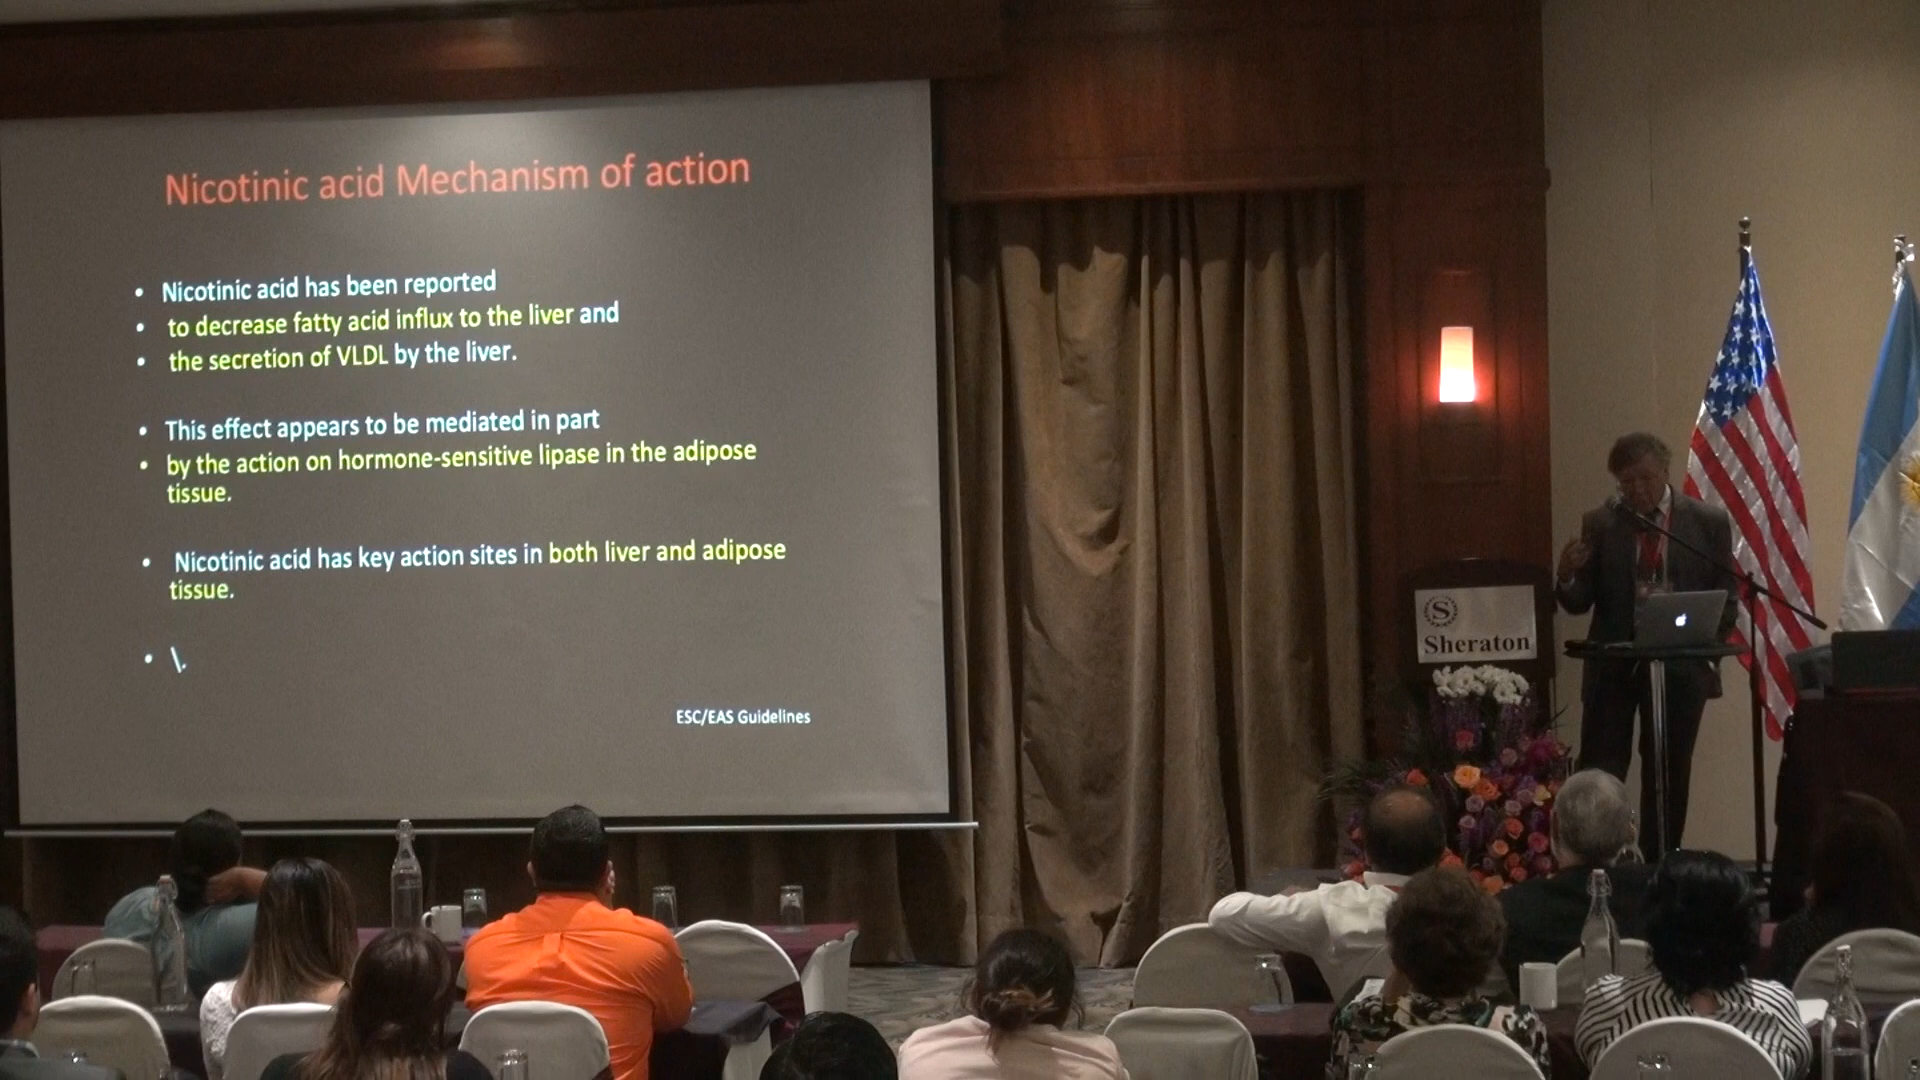 Nicotinic acid Mechanism of action
• Nicotinic acid has been reported
• to decrease fatty acid influx to the liver and
• the secretion of VLDL by the liver.
• This effect appears to be mediated in part
• by the action on hormone-sensitive lipase in the adipose
tissue.
• Nicotinic acid has key action sites in both liver and adipose
tissue.
• \.
ESC/EAS Guidelines
S
Sheraton